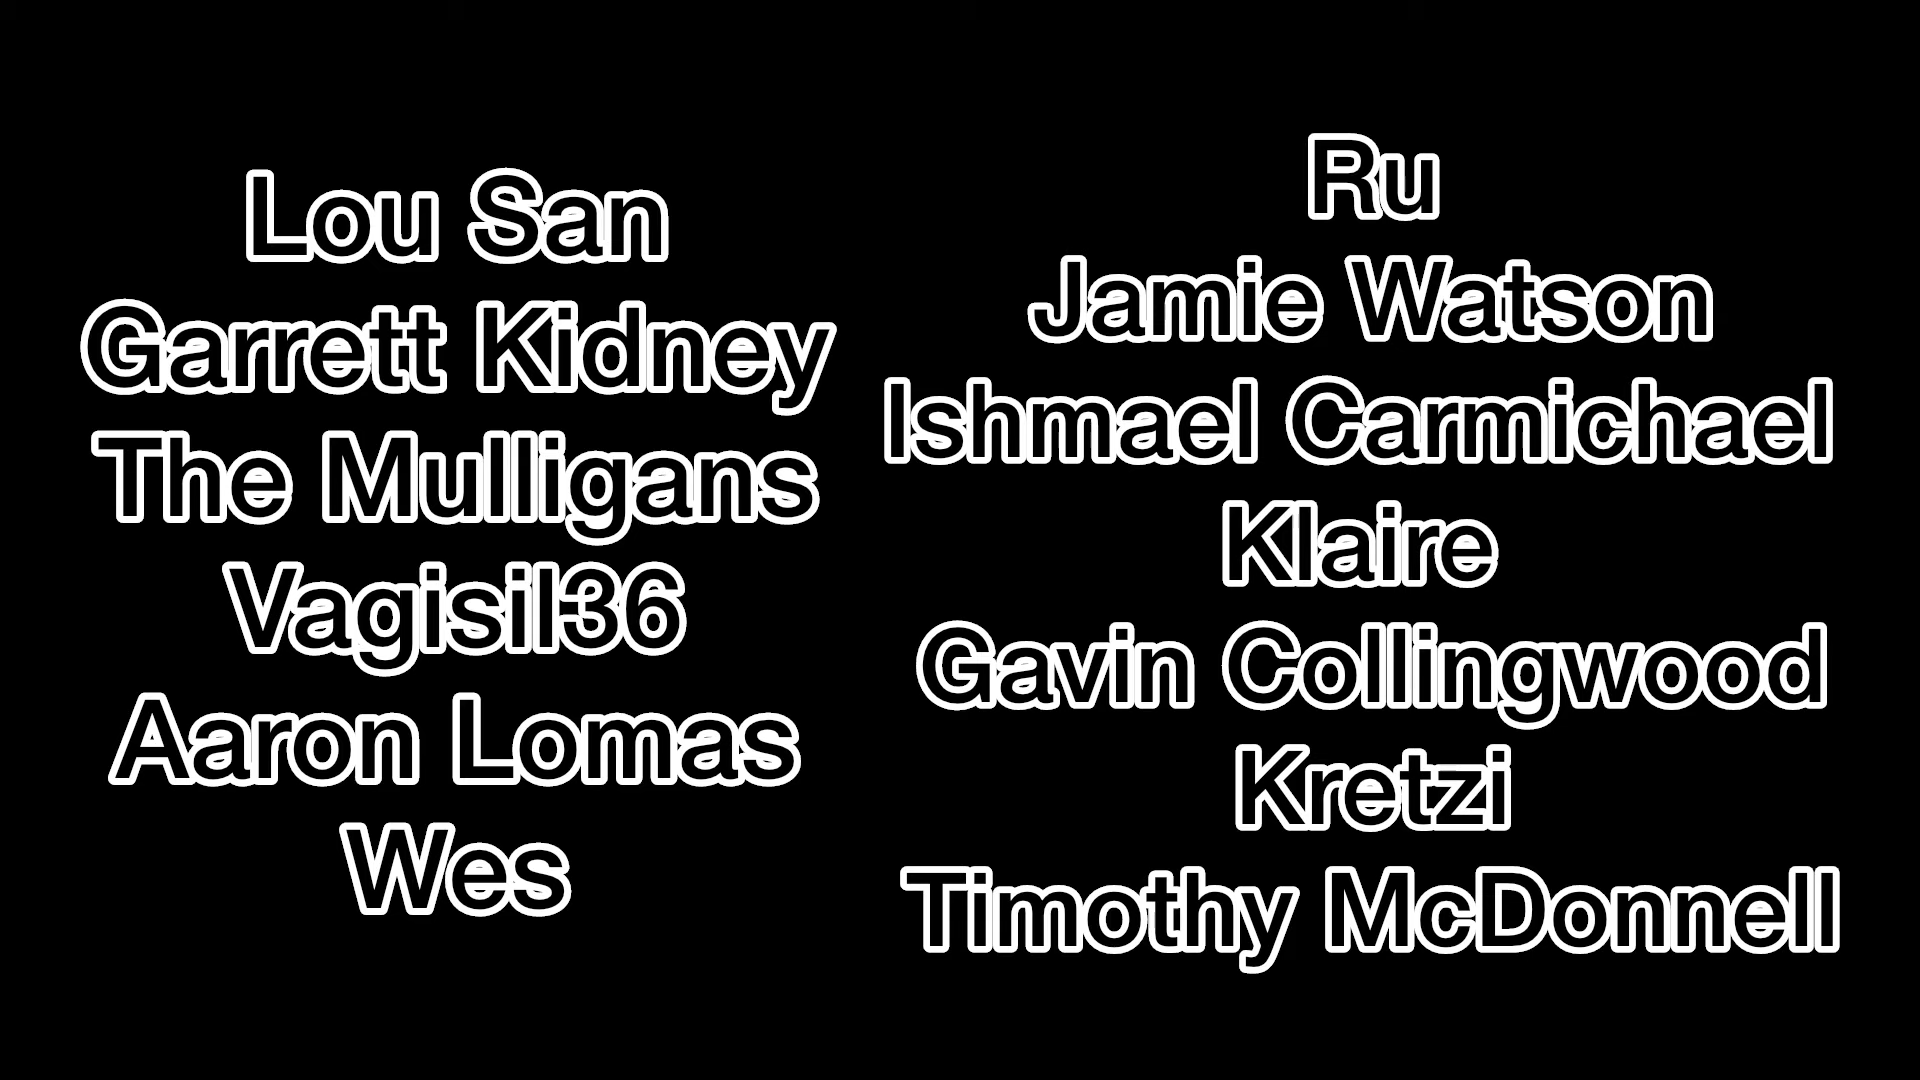 Lou San
Garrett Kidney
The Mulligans
Vagisil36
Aaron Lomas
Wes
Ru
Jamie Watson
Ishmael Carmichael
Klaire
Gavin Collingwood
Kretzi
Timothy McDonnell